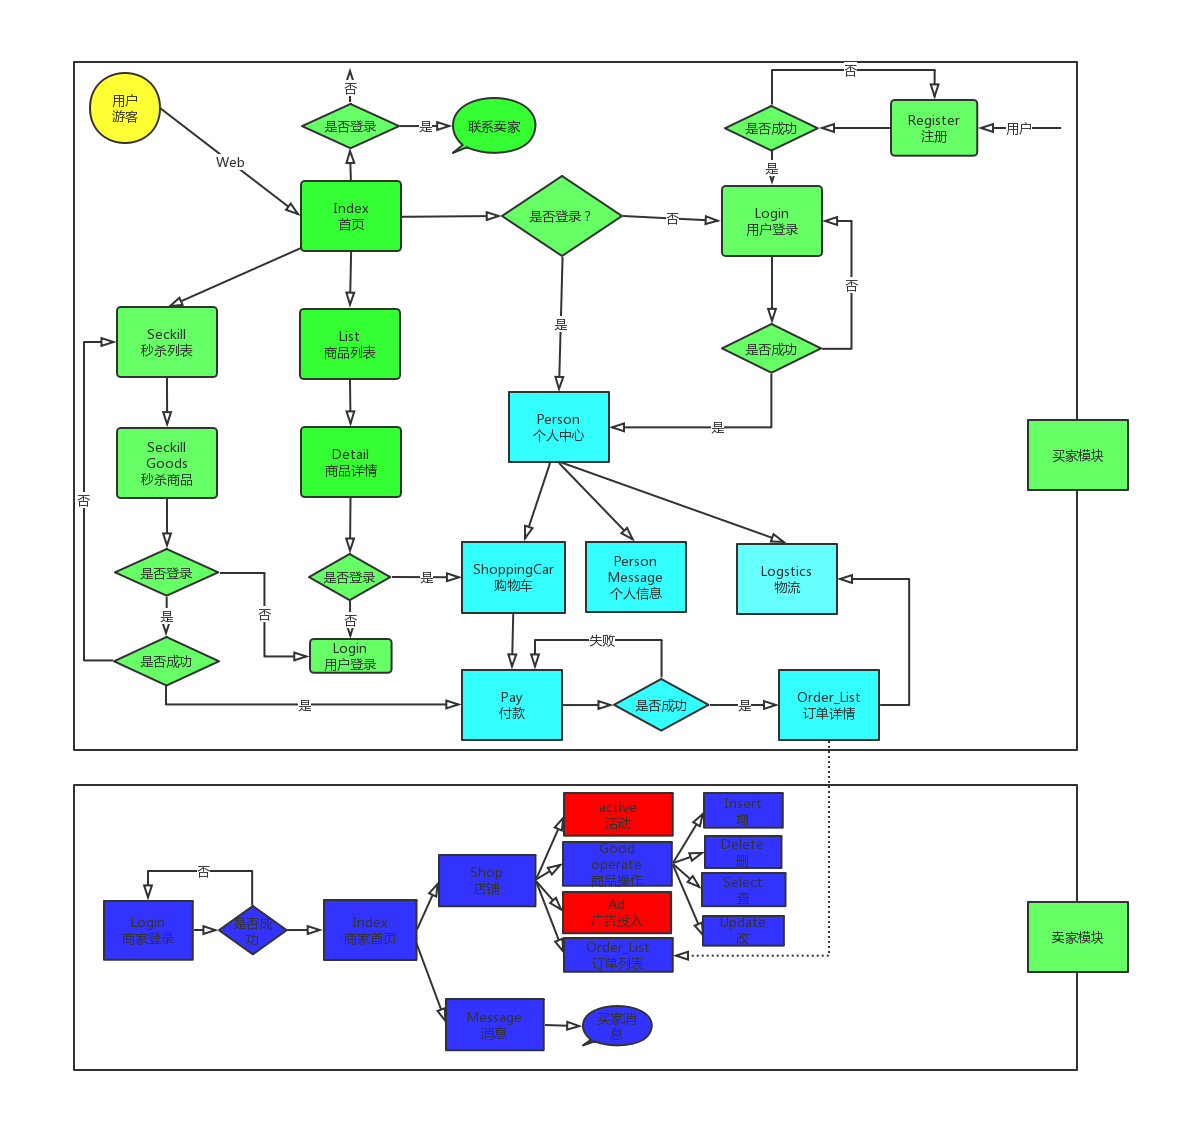 用户
游客
Web
否
是否登录
是
联系卖家
Index
首页
是否登录？
否
是
否
是否成功
是
Register
注册
用户
Login
用户登录
否
是否成功
是
Seckill
秒杀列表
List
商品列表
Person
个人中心
Seckill
Goods
秒杀商品
Detail
商品详情
买家模块
否
是否登录
是
否
是否成功
是
是否登录
是
否
Login
用户登录
ShoppingCar
购物车
Person
Message
个人信息
Logstics
物流
失败
Pay
付款
是否成功
是
Order_List
订单详情
否
Login
商家登录
是否成
功
Index
商家首页
Shop
店铺
active
活动
Good
operate
商品操作
Ad
广告投入
Order_List
订单列表
Insert
增
Delete
删
Select
查
Update
改
Message
消息
买家消
息
卖家模块